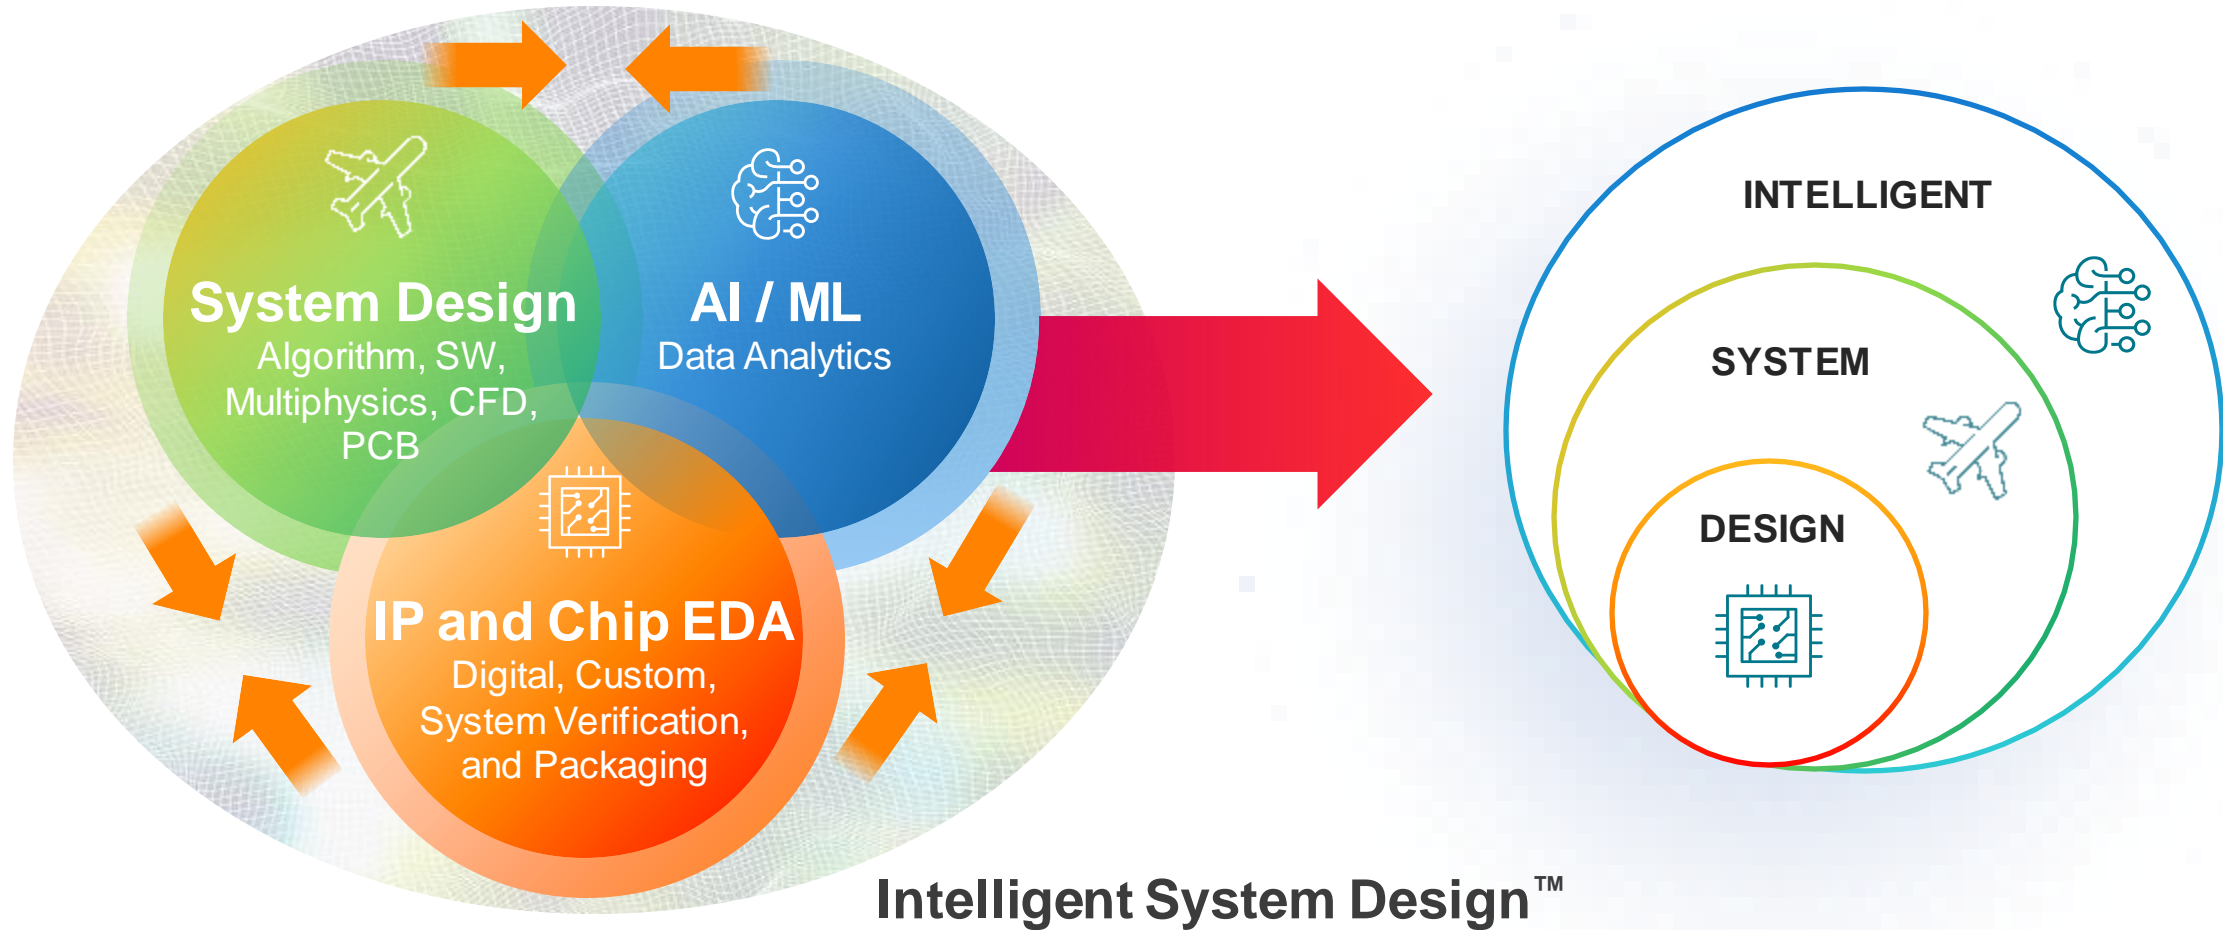 System Design
Algorithm, SW,
Multiphysics, CFD,
PCB
AI / ML
Data Analytics
IP and Chip EDA
Digital, Custom,
System Verification,
and Packaging
INTELLIGENT
SYSTEM
DESIGN
Intelligent System Design™